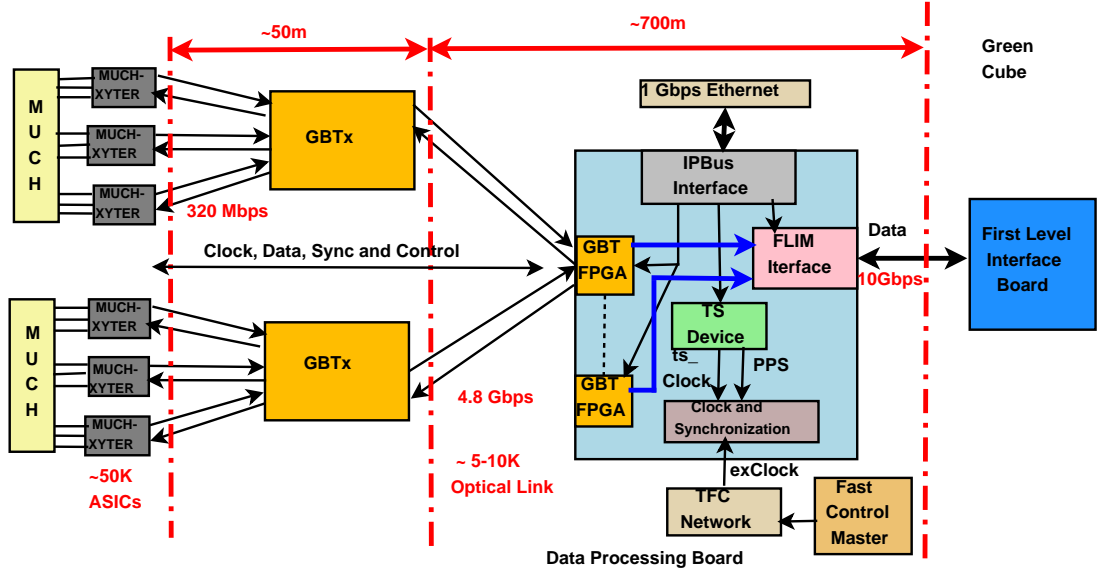 ~50m
~700m
Green
Cube
M
U
C
H
MUCH-
XYTER
MUCH-
XYTER
MUCH-
XYTER
GBTx
320 Mbps
1 Gbps Ethernet
IPBus
Interface
GBT
FPGA
FLIM
Iterface
Data
10Gbps
First Level
Interface
Board
Clock, Data, Sync and Control
M
U
C
H
MUCH-
XYTER
MUCH-
XYTER
MUCH-
XYTER
GBTx
TS
Device
ts_
Clock
PPS
GBT
FPGA
4.8 Gbps
Clock and
Synchronization
~50K
ASICs
~ 5-10K
Optical Link
exClock
TFC
Network
Fast
Control
Master
Data Processing Board